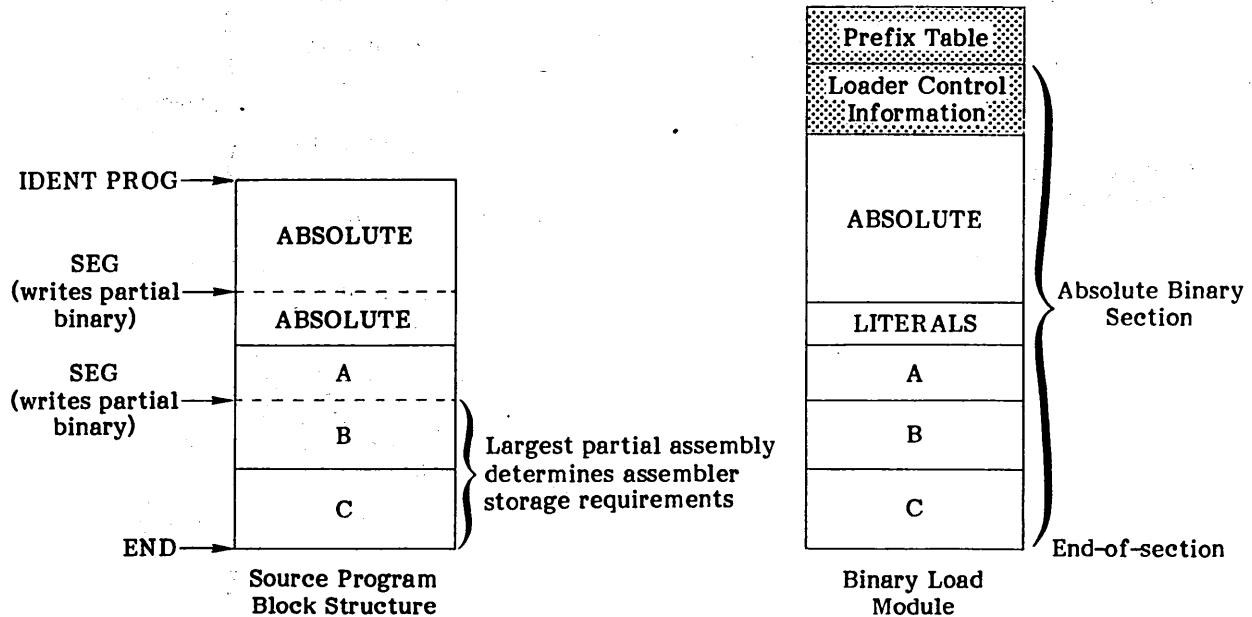 IDENT PROG
SEG
(writes partial
binary)
SEG
(writes partial
binary)
END
ABSOLUTE
ABSOLUTE
A
B
C
Largest partial assembly
determines assembler
storage requirements
Source Program
Block Structure
Prefix Table
Loader Control
Information
ABSOLUTE
LITERALS
A
B
C
Absolute Binary
Section
End-of-section
Binary Load
Module